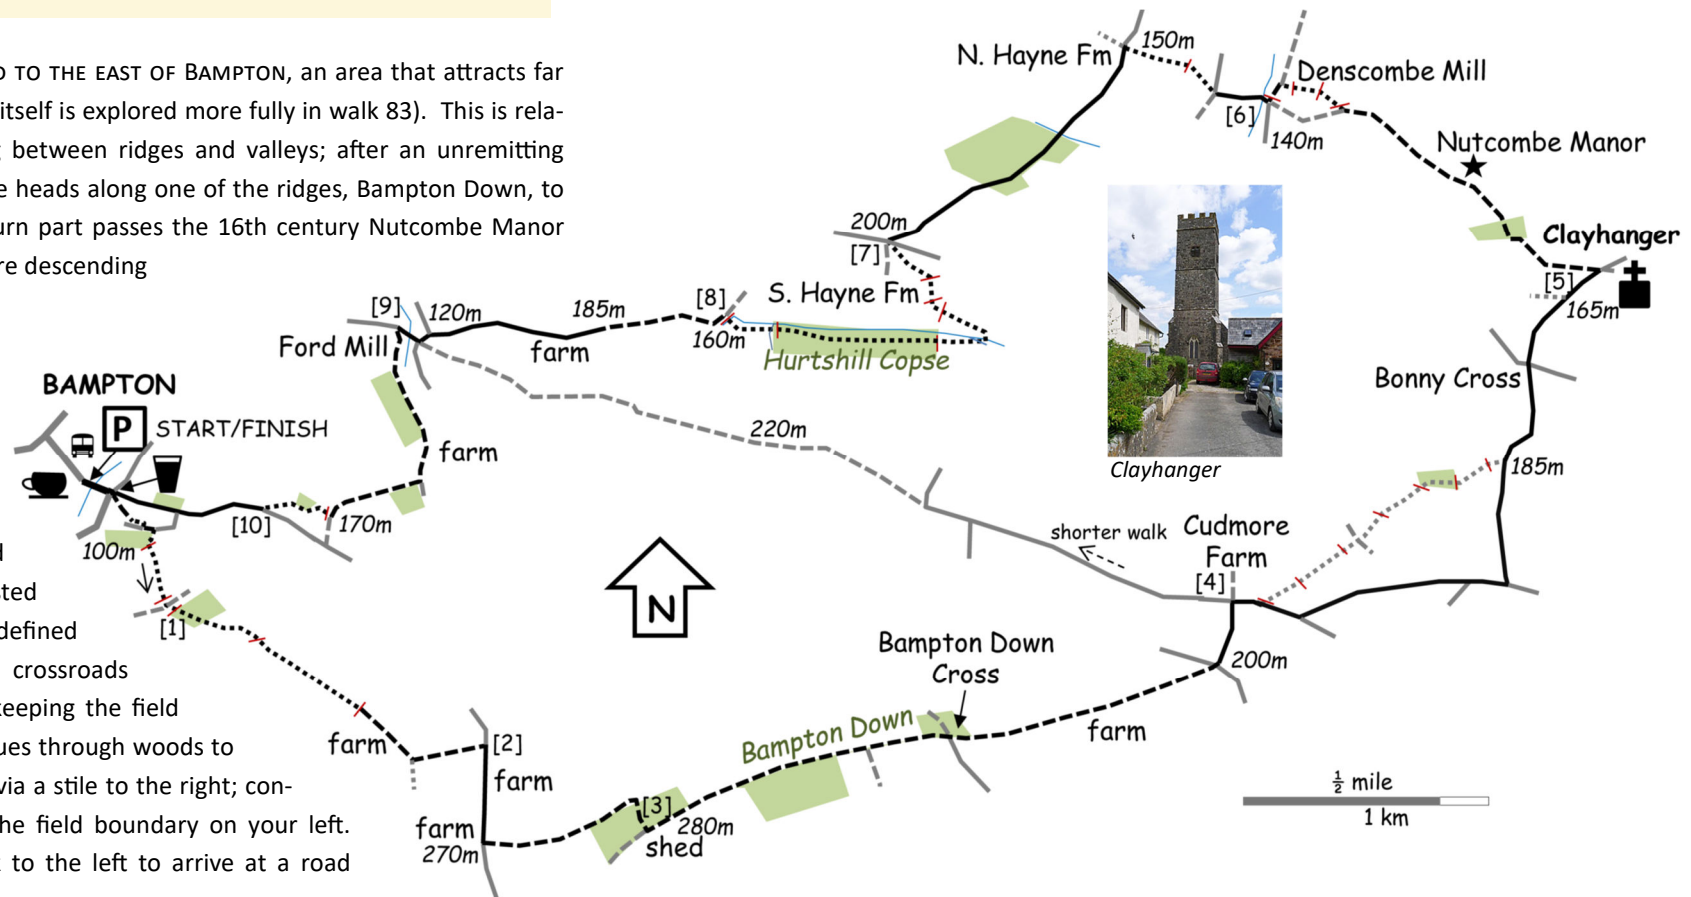 D TO THE EAST OF BAMPTON, an area that attracts far
itself is explored more fully in walk 83). This is rela-
between ridges and valleys; after an unremitting
e heads along one of the ridges, Bampton Down, to
urn part passes the 16th century Nutcombe Manor
re descending
sted
defined
crossroads
keeping the field
ues through woods to
via a stile to the right; con-
he field boundary on your left.
to the left to arrive at a road
N. Hayne Fm
150m
Denscombe Mill
[6]
140m
Nutcombe Manor
Clayhanger
[5]
165m
200m
[7]
S. Hayne Fm
[8]
160m
Hurtshill Copse
185m
farm
[9]
120m
Ford Mill
BAMPTON
P
START/FINISH
farm
[10]
170m
100m
[1]
220m
Clayhanger
Bonny Cross
185m
shorter walk
Cudmore
Farm
[4]
200m
N
Bampton Down
Cross
farm
Bampton Down
farm
[2]
farm
farm
270m
[3]
280m
shed
½ mile
1 km